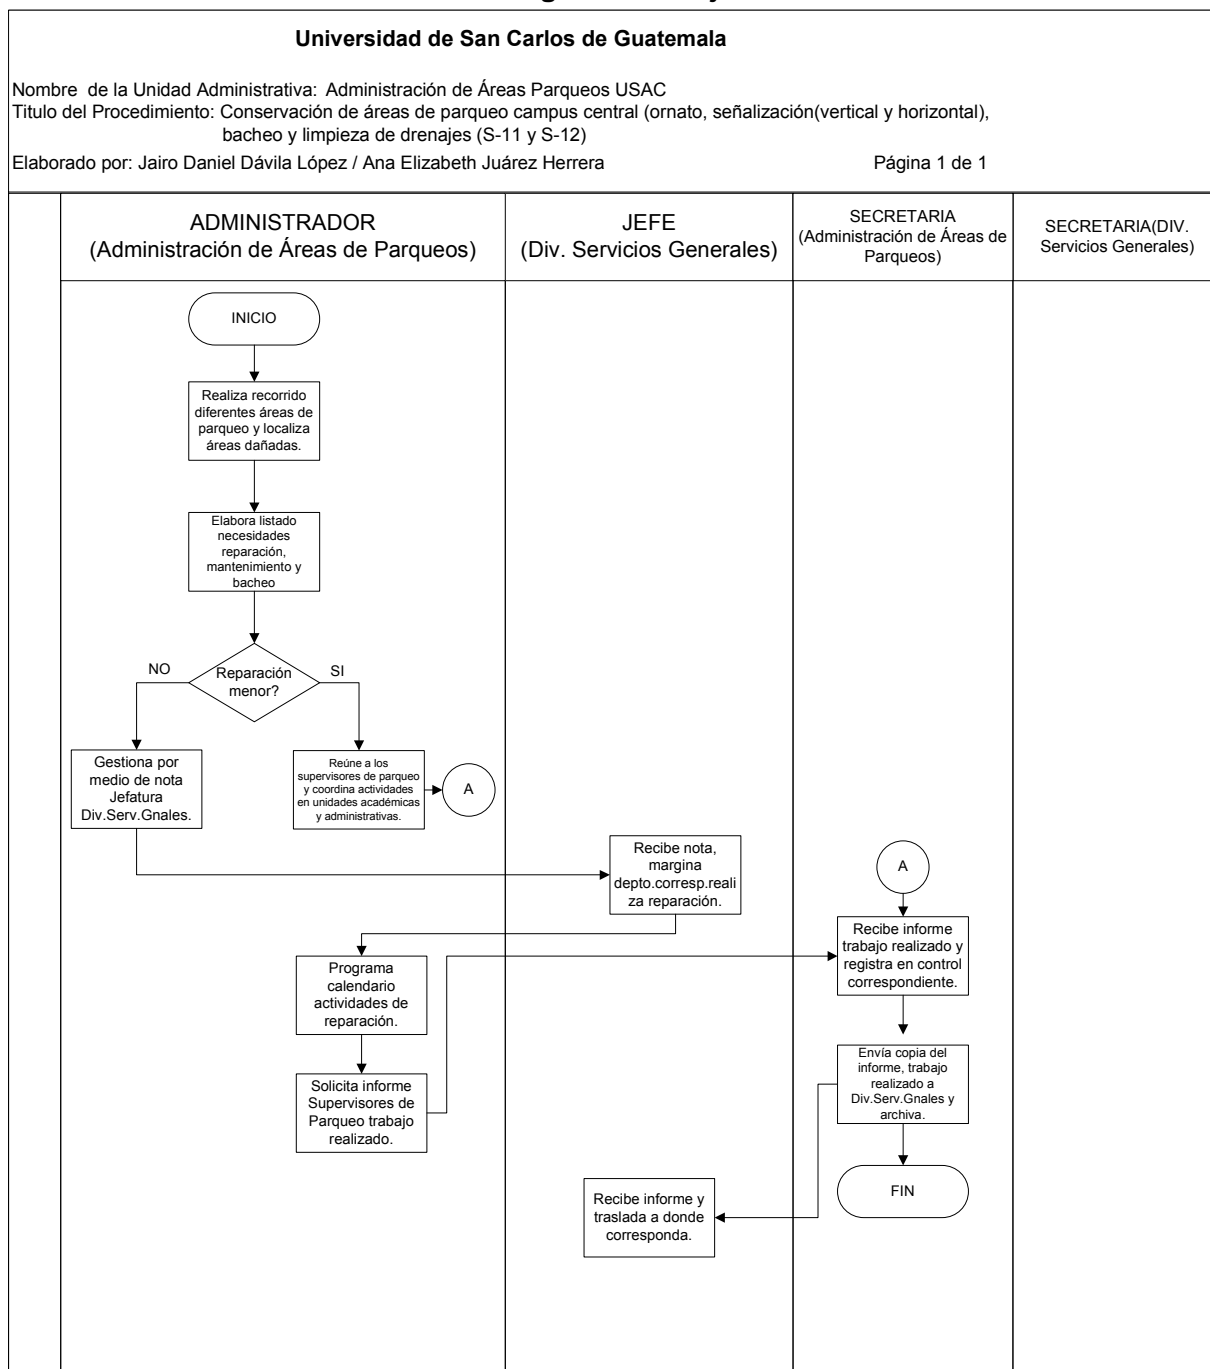 Universidad de San Carlos de Guatemala
Nombre de la Unidad Administrativa: Administración de Áreas Parqueos USAC
Titulo del Procedimiento: Conservación de áreas de parqueo campus central (ornato, señalización(vertical y horizontal),
bacheo y limpieza de drenajes (S-11 y S-12)
Elaborado por: Jairo Daniel Dávila López / Ana Elizabeth Juárez Herrera
Página 1 de 1
ADMINISTRADOR
(Administración de Áreas de Parqueos)
JEFE
(Div. Servicios Generales)
SECRETARIA
(Administración de Áreas de
Parqueos)
SECRETARIA(DIV.
Servicios Generales)
INICIO
Realiza recorrido
diferentes áreas de
parqueo y localiza
áreas dañadas.
Elabora listado
necesidades
reparación,
mantenimiento y
bacheo
NO
Reparación
menor?
SI
Gestiona por
medio de nota
Jefatura
Div.Serv.Gnales.
Reúne a los
supervisores de parqueo
y coordina actividades
en unidades académicas
y administrativas.
A
Recibe nota,
margina
depto.corresp.reali
za reparación.
A
Recibe informe
trabajo realizado y
registra en control
correspondiente.
Programa
calendario
actividades de
reparación.
Envía copia del
informe, trabajo
realizado a
Div.Serv.Gnales y
archiva.
Solicita informe
Supervisores de
Parqueo trabajo
realizado.
FIN
Recibe informe y
traslada a donde
corresponda.